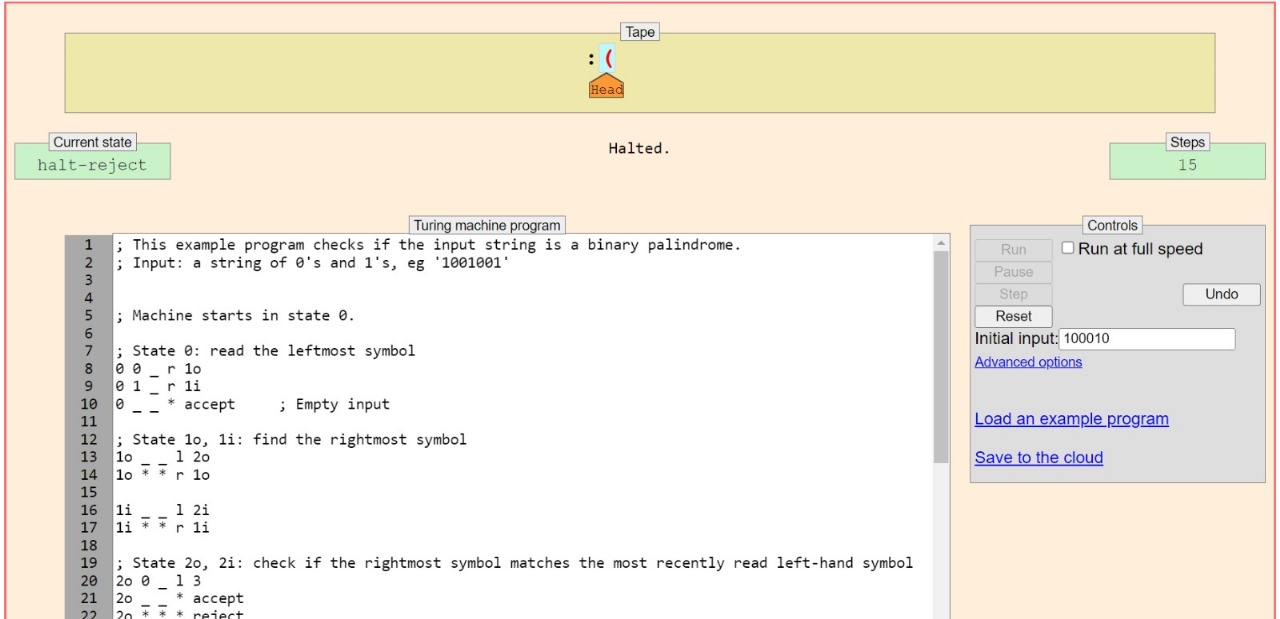 Tape
:(
Head
Current state
halt-reject
Halted.
Steps
15
Turing machine program
1 ; This example program checks if the input string is a binary palindrome.
2 ; Input: a string of 0's and 1's, eg '1001001'
3
4
5 ; Machine starts in state 0.
6
7 ; State 0: read the leftmost symbol
8 0 0 _ r 1o
9 0 1 _ r 1i
10 0 _ _ * accept     ; Empty input
11
12 ; State 1o, 1i: find the rightmost symbol
13 1o _ _ l 2o
14 1o * * r 1o
15
16 1i _ _ l 2i
17 1i * * r 1i
18
19 ; State 2o, 2i: check if the rightmost symbol matches the most recently read left-hand symbol
20 2o 0 _ l 3
21 2o _ _ * accept
22 2o * * * reject
Controls
Run
Run at full speed
Pause
Step
Undo
Reset
Initial input: 100010
Advanced options
Load an example program
Save to the cloud